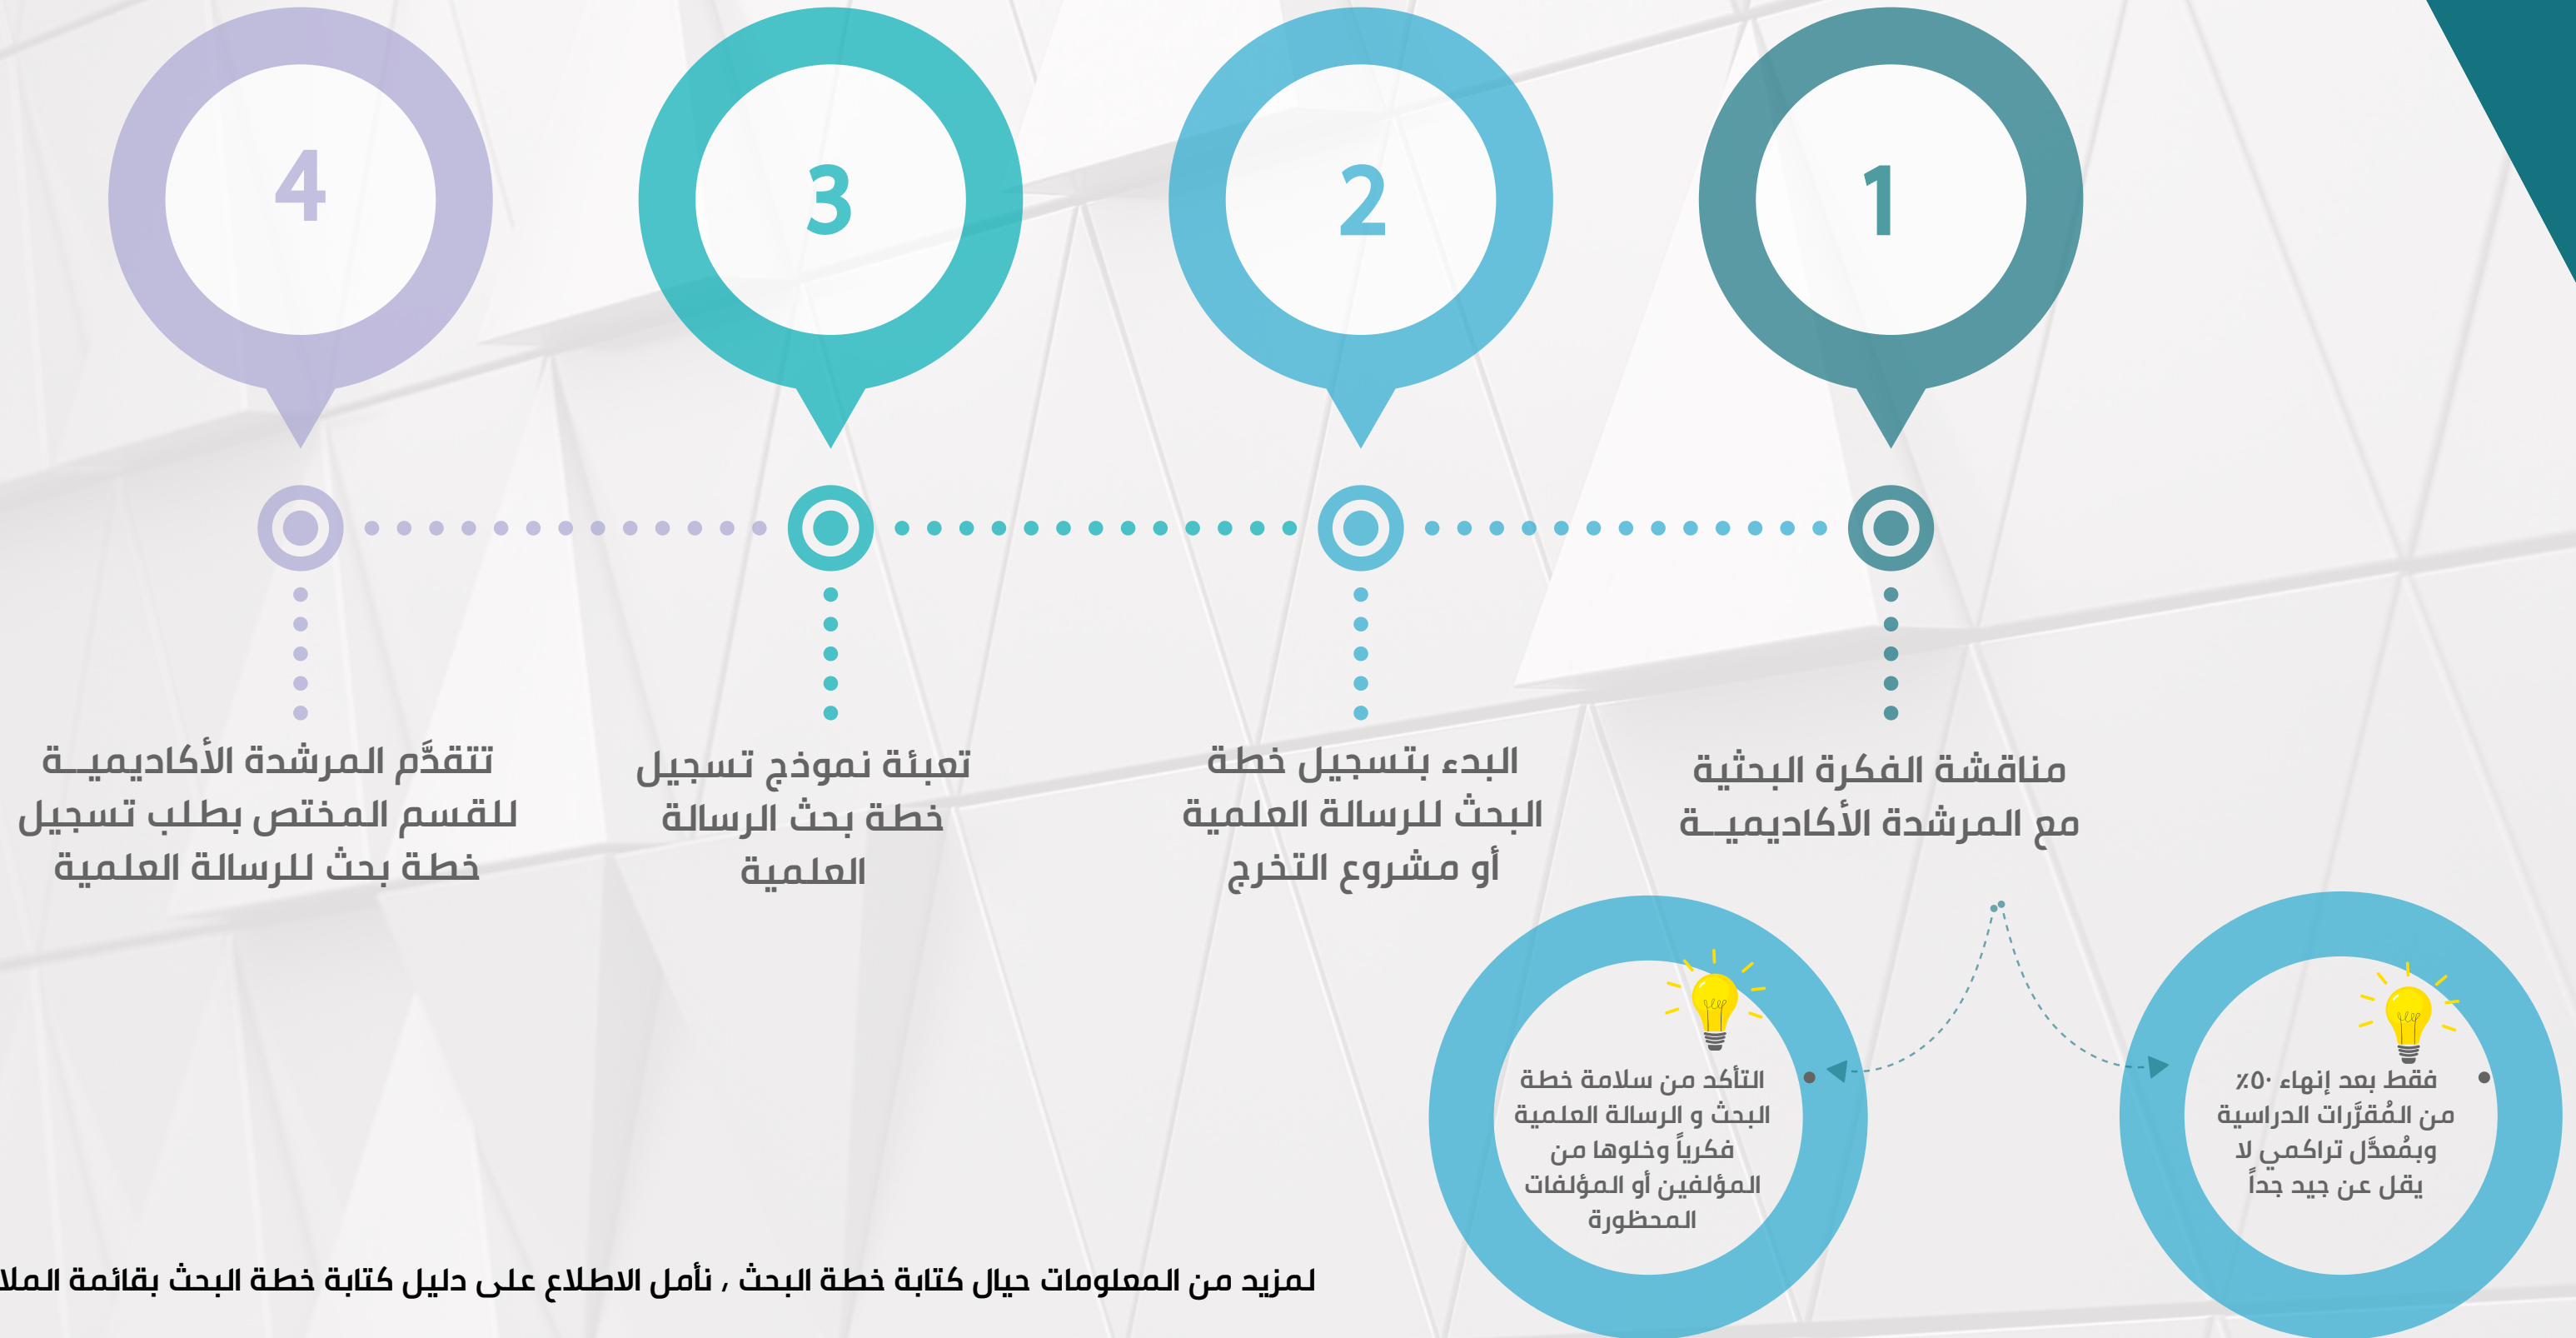 1
مناقشة الفكرة البحثية
مع المرشدة الأكاديميــة
2
البدء بتسجيل خطة
البحث للرسالة العلمية
أو مشروع التخرج
3
تعبئة نموذج تسجيل
خطة بحث الرسالة
العلمية
4
تتقدَّم المرشدة الأكاديميــة
للقسم المختص بطلب تسجيل
خطة بحث للرسالة العلمية
• فقط بعد إنهاء ٥٠٪
من المُقرَّرات الدراسية
وبمُعدَّل تراكمي لا
يقل عن جيد جداً
• التأكد من سلامة خطة
البحث و الرسالة العلمية
فكرياً وخلوها من
المؤلفين أو المؤلفات
المحظورة
لمزيد من المعلومات حيال كتابة خطة البحث , نأمل الاطلاع على دليل كتابة خطة البحث بقائمة